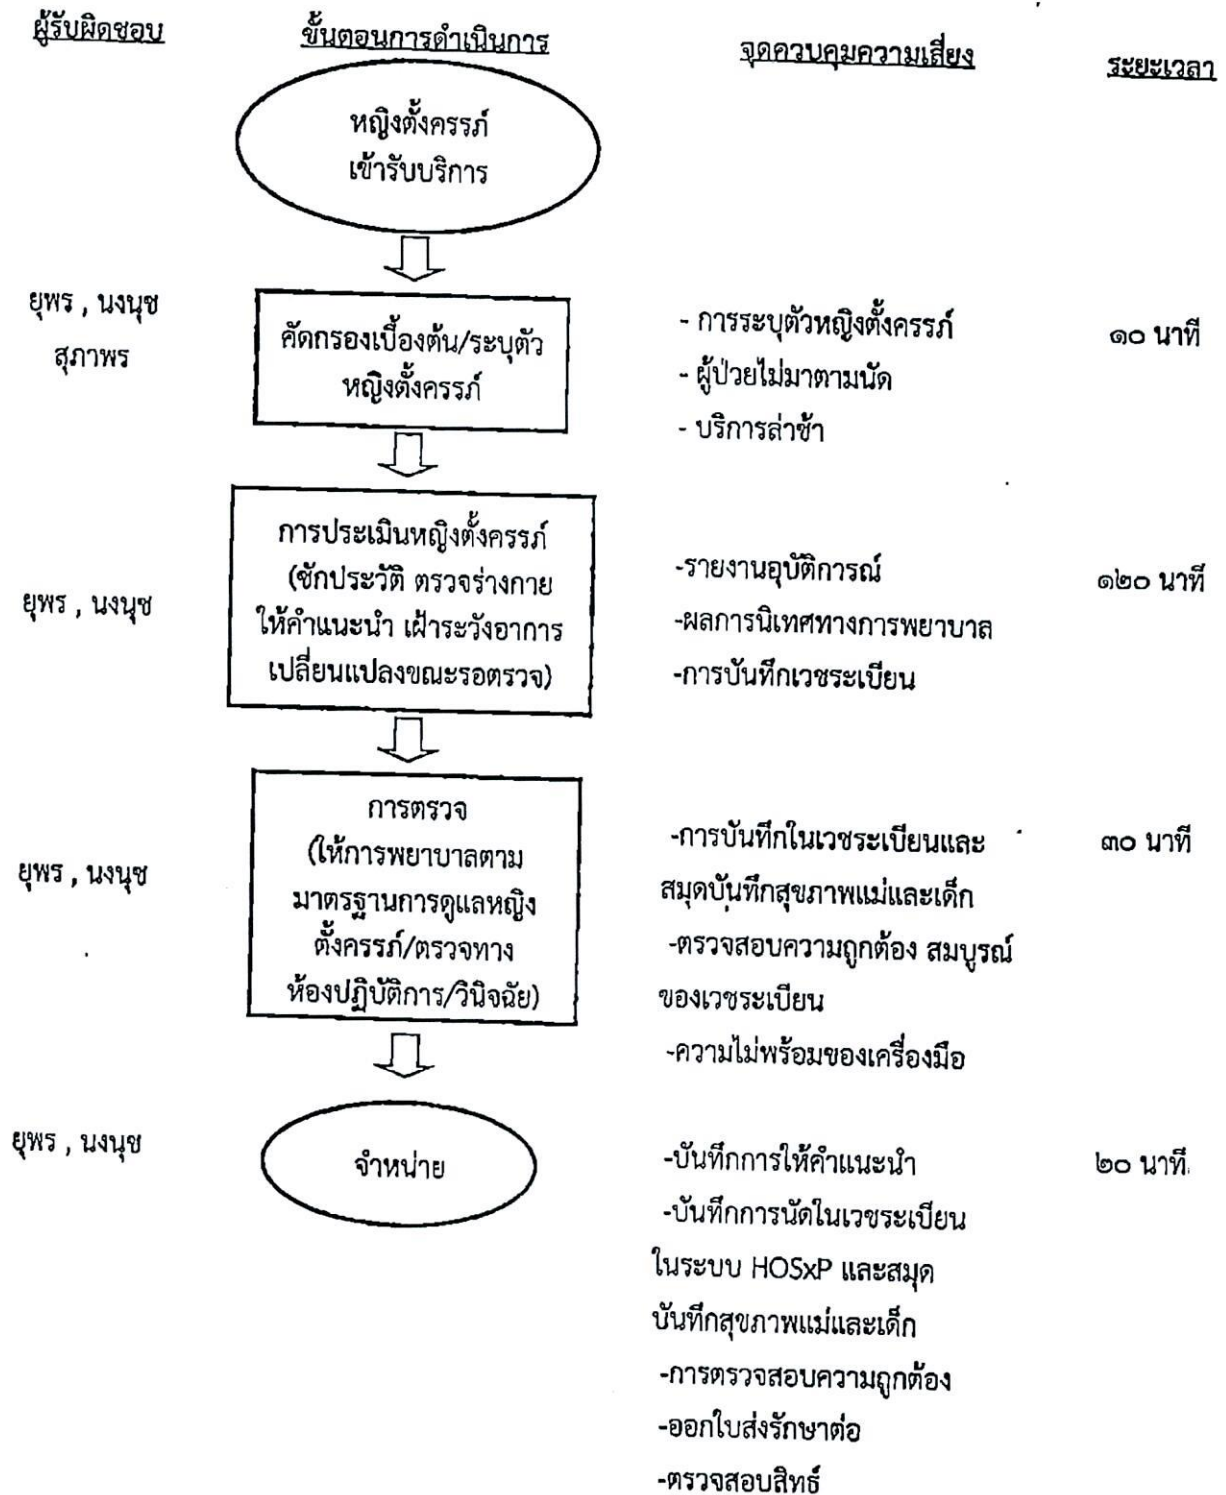 ผู้รับผิดชอบ
ขั้นตอนการดำเนินการ
จุดควบคุมความเสี่ยง
ระยะเวลา
หญิงตั้งครรภ์
เข้ารับบริการ
ยุพร , นงนุช
สุภาพร
คัดกรองเบื้องต้น/ระบุตัว
หญิงตั้งครรภ์
- การระบุตัวหญิงตั้งครรภ์
- ผู้ป่วยไม่มาตามนัด
- บริการล่าช้า
๑๐ นาที
ยุพร , นงนุช
การประเมินหญิงตั้งครรภ์
(ซักประวัติ ตรวจร่างกาย
ให้คำแนะนำ เฝ้าระวังอาการ
เปลี่ยนแปลงขณะรอตรวจ)
-รายงานอุบัติการณ์
-ผลการนิเทศทางการพยาบาล
-การบันทึกเวชระเบียน
๑๒๐ นาที
ยุพร , นงนุช
การตรวจ
(ให้การพยาบาลตาม
มาตรฐานการดูแลหญิง
ตั้งครรภ์/ตรวจทาง
ห้องปฏิบัติการ/วินิจฉัย)
-การบันทึกในเวชระเบียนและ
สมุดบันทึกสุขภาพแม่และเด็ก
-ตรวจสอบความถูกต้อง สมบูรณ์
ของเวชระเบียน
-ความไม่พร้อมของเครื่องมือ
๓๐ นาที
ยุพร , นงนุช
จำหน่าย
-บันทึกการให้คำแนะนำ
-บันทึกการนัดในเวชระเบียน
ในระบบ HOSxP และสมุด
บันทึกสุขภาพแม่และเด็ก
-การตรวจสอบความถูกต้อง
-ออกใบส่งรักษาต่อ
-ตรวจสอบสิทธ์
๒๐ นาที